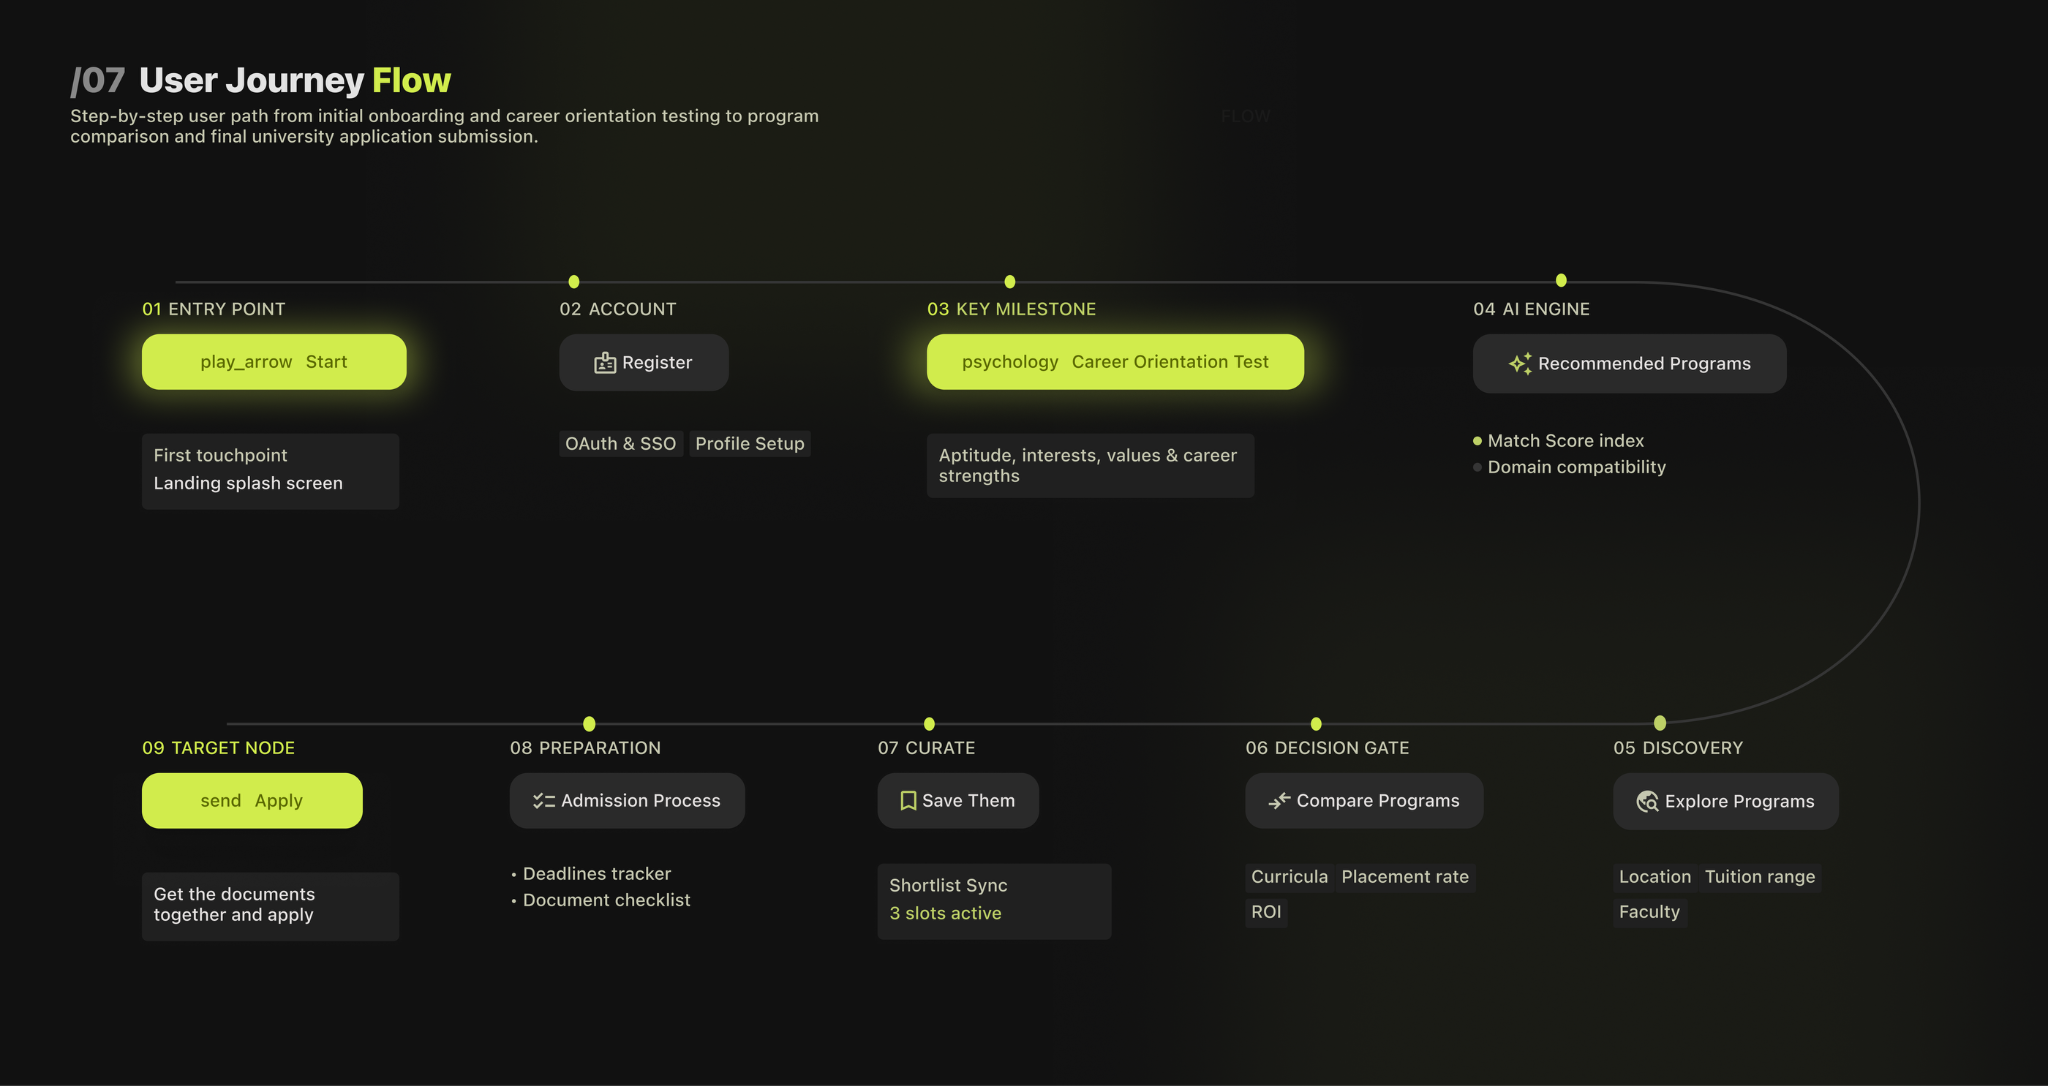 /07 User Journey Flow
Step-by-step user path from initial onboarding and career orientation testing to program
comparison and final university application submission.
FLOW
01 ENTRY POINT
play_arrow Start
First touchpoint
Landing splash screen
02 ACCOUNT
Register
OAuth & SSO Profile Setup
03 KEY MILESTONE
psychology Career Orientation Test
Aptitude, interests, values & career
strengths
04 AI ENGINE
Recommended Programs
Match Score index
Domain compatibility
05 DISCOVERY
Explore Programs
Location Tuition range
Faculty
06 DECISION GATE
Compare Programs
Curricula Placement rate
ROI
07 CURATE
Save Them
Shortlist Sync
3 slots active
08 PREPARATION
Admission Process
• Deadlines tracker
• Document checklist
09 TARGET NODE
send Apply
Get the documents
together and apply